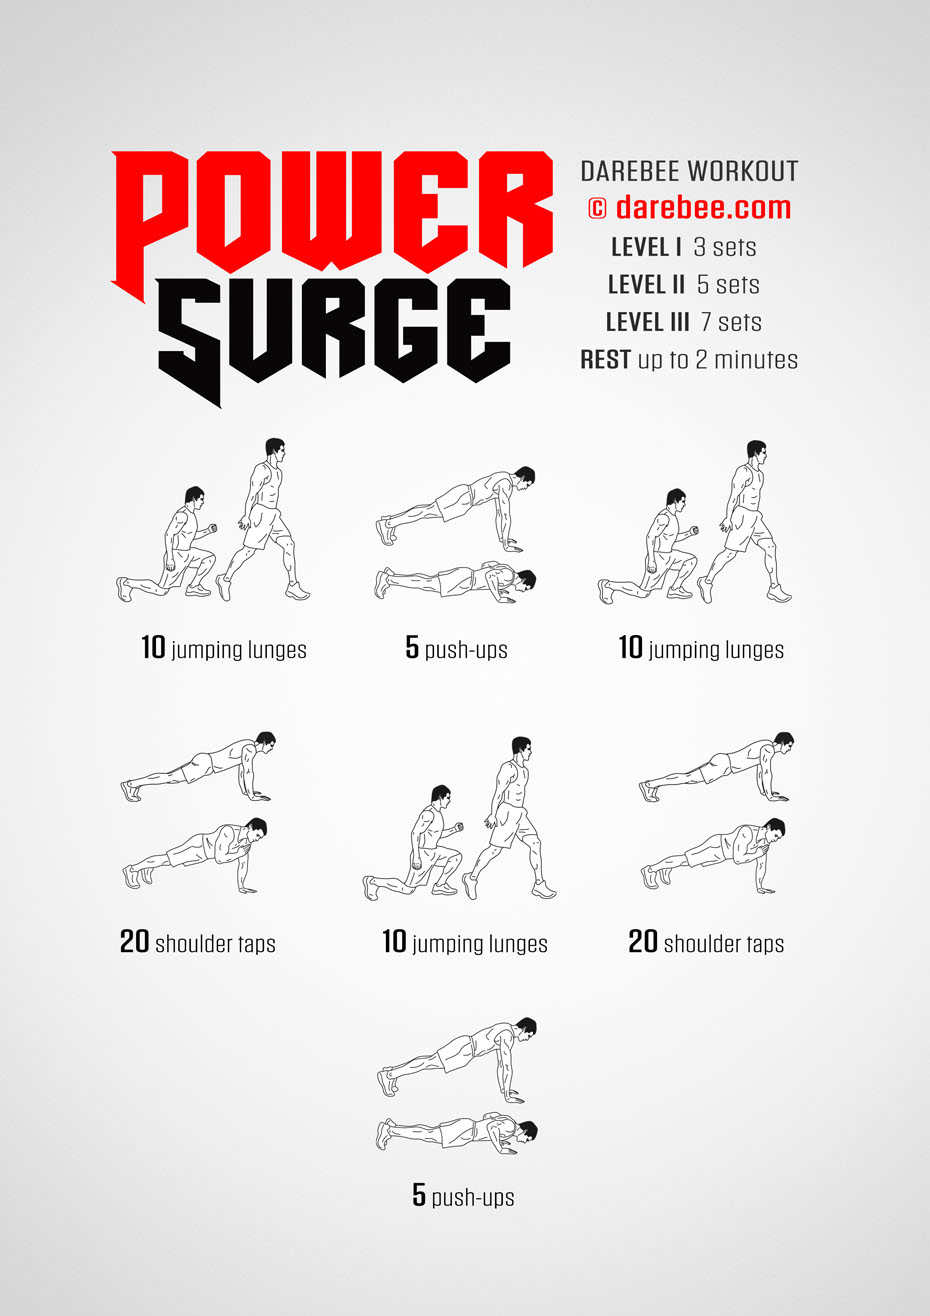 POWER
SURGE
DAREBEE WORKOUT
© darebee.com
LEVEL I 3 sets
LEVEL II 5 sets
LEVEL III 7 sets
REST up to 2 minutes
10 jumping lunges
5 push-ups
10 jumping lunges
20 shoulder taps
10 jumping lunges
20 shoulder taps
5 push-ups